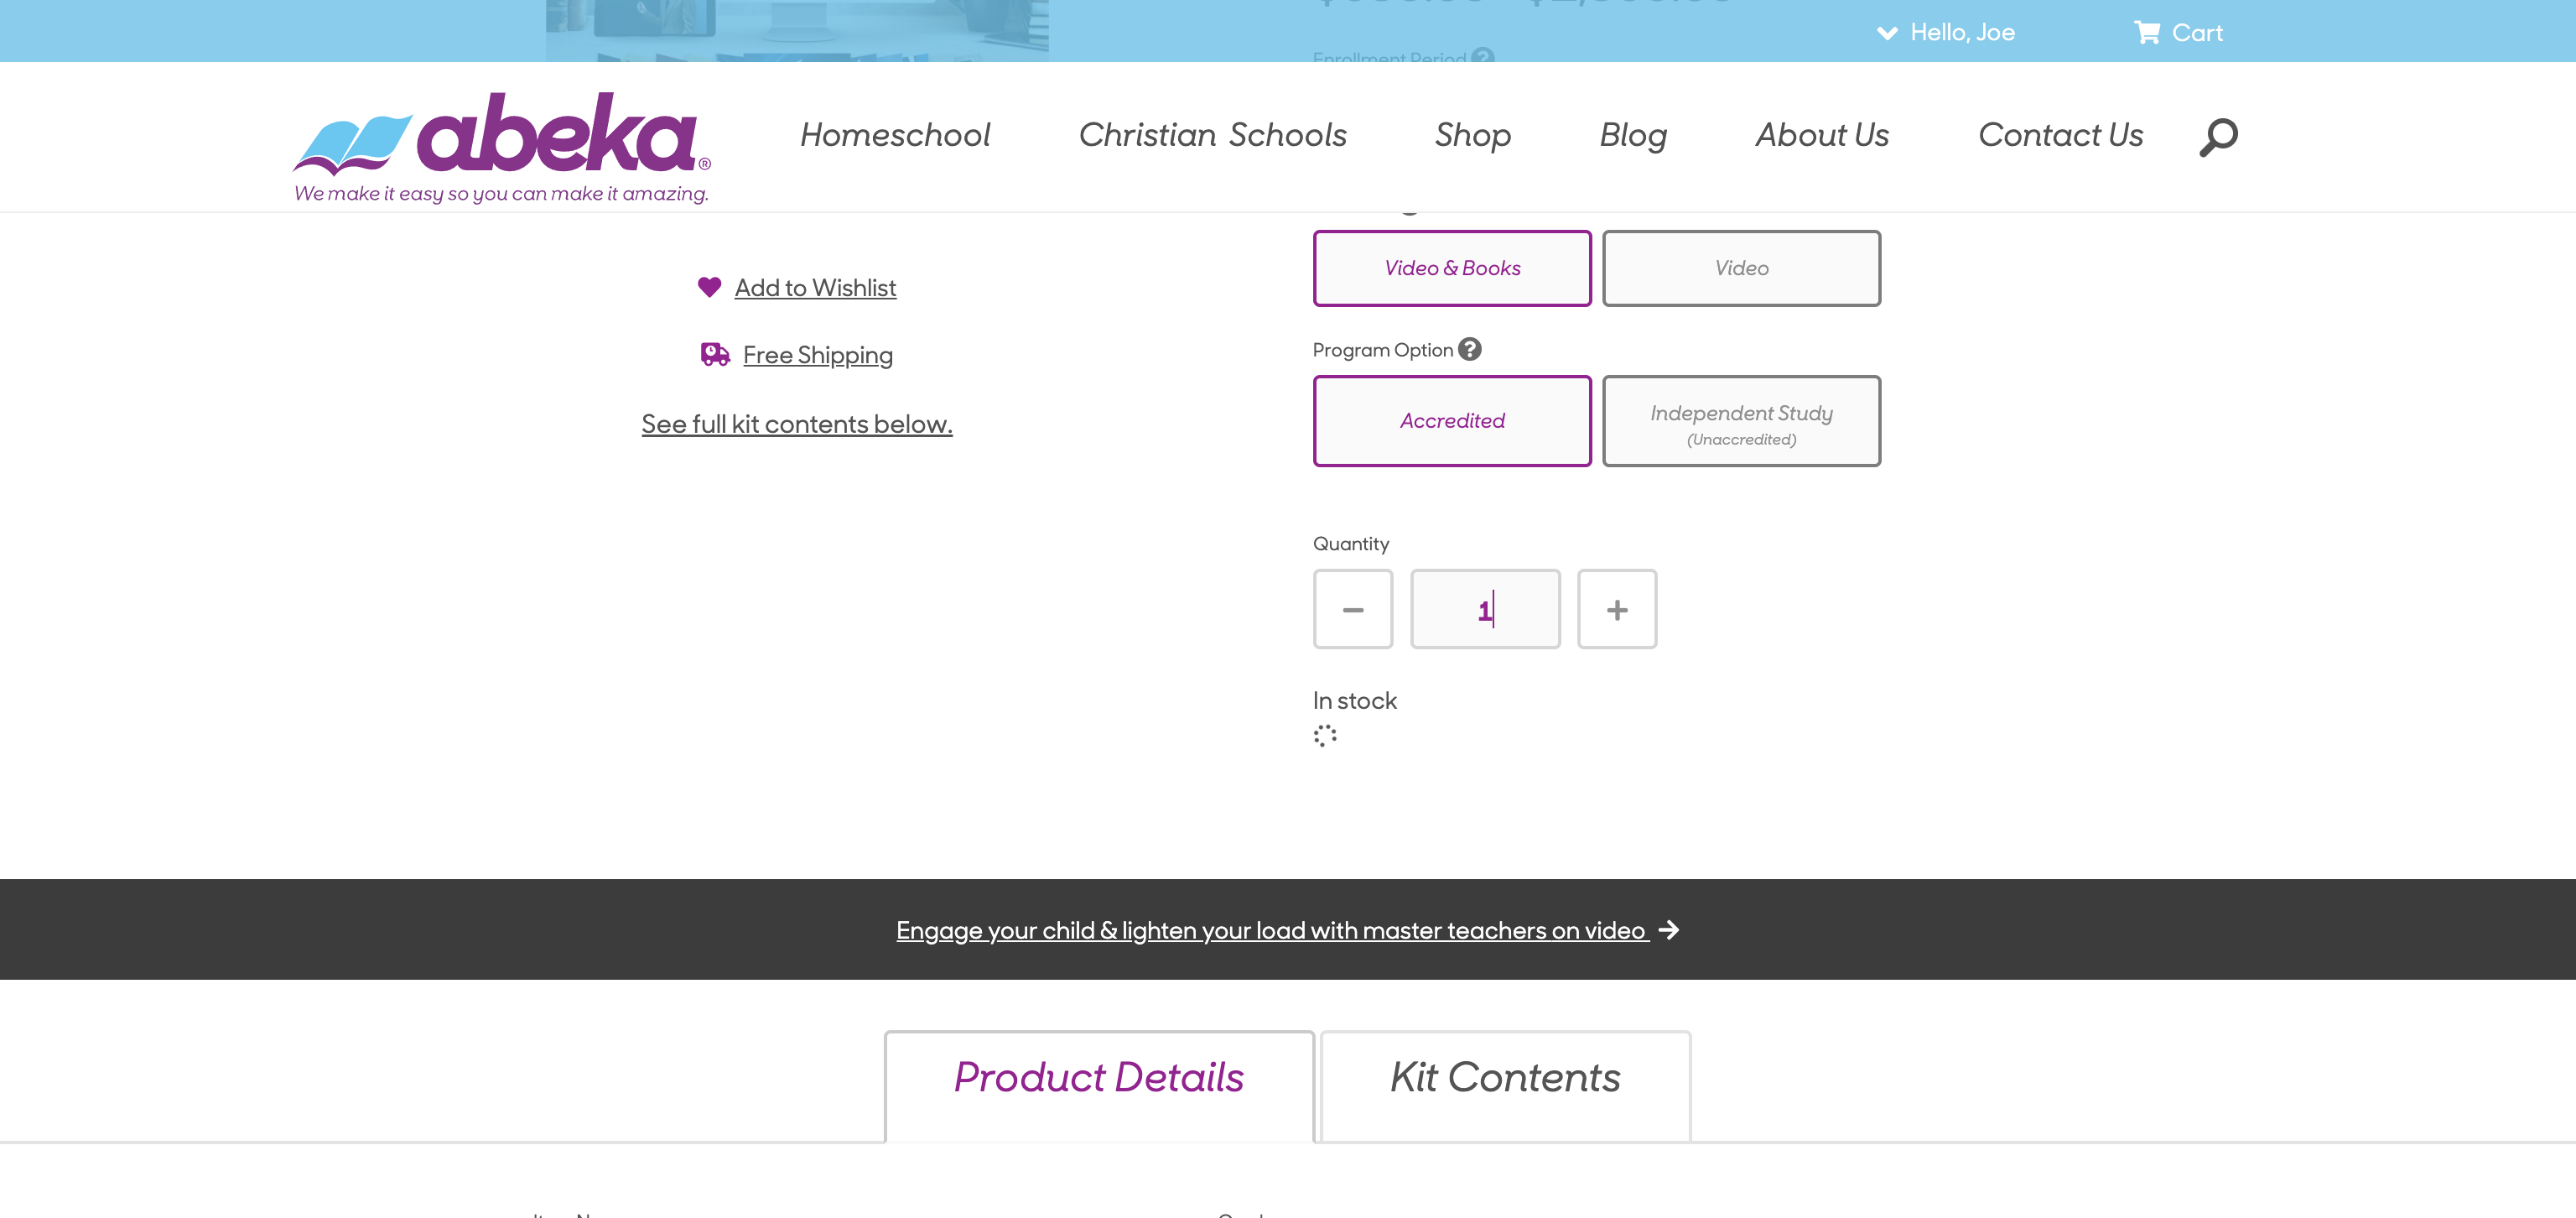 Enrollment Period
Hello, Joe
Cart
abeka®
We make it easy so you can make it amazing.
Homeschool
Christian Schools
Shop
Blog
About Us
Contact Us
Add to Wishlist
Free Shipping
See full kit contents below.
Video & Books
Video
Program Option ?
Accredited
Independent Study
(Unaccredited)
Quantity
− 1 +
In stock
Engage your child & lighten your load with master teachers on video →
Product Details
Kit Contents